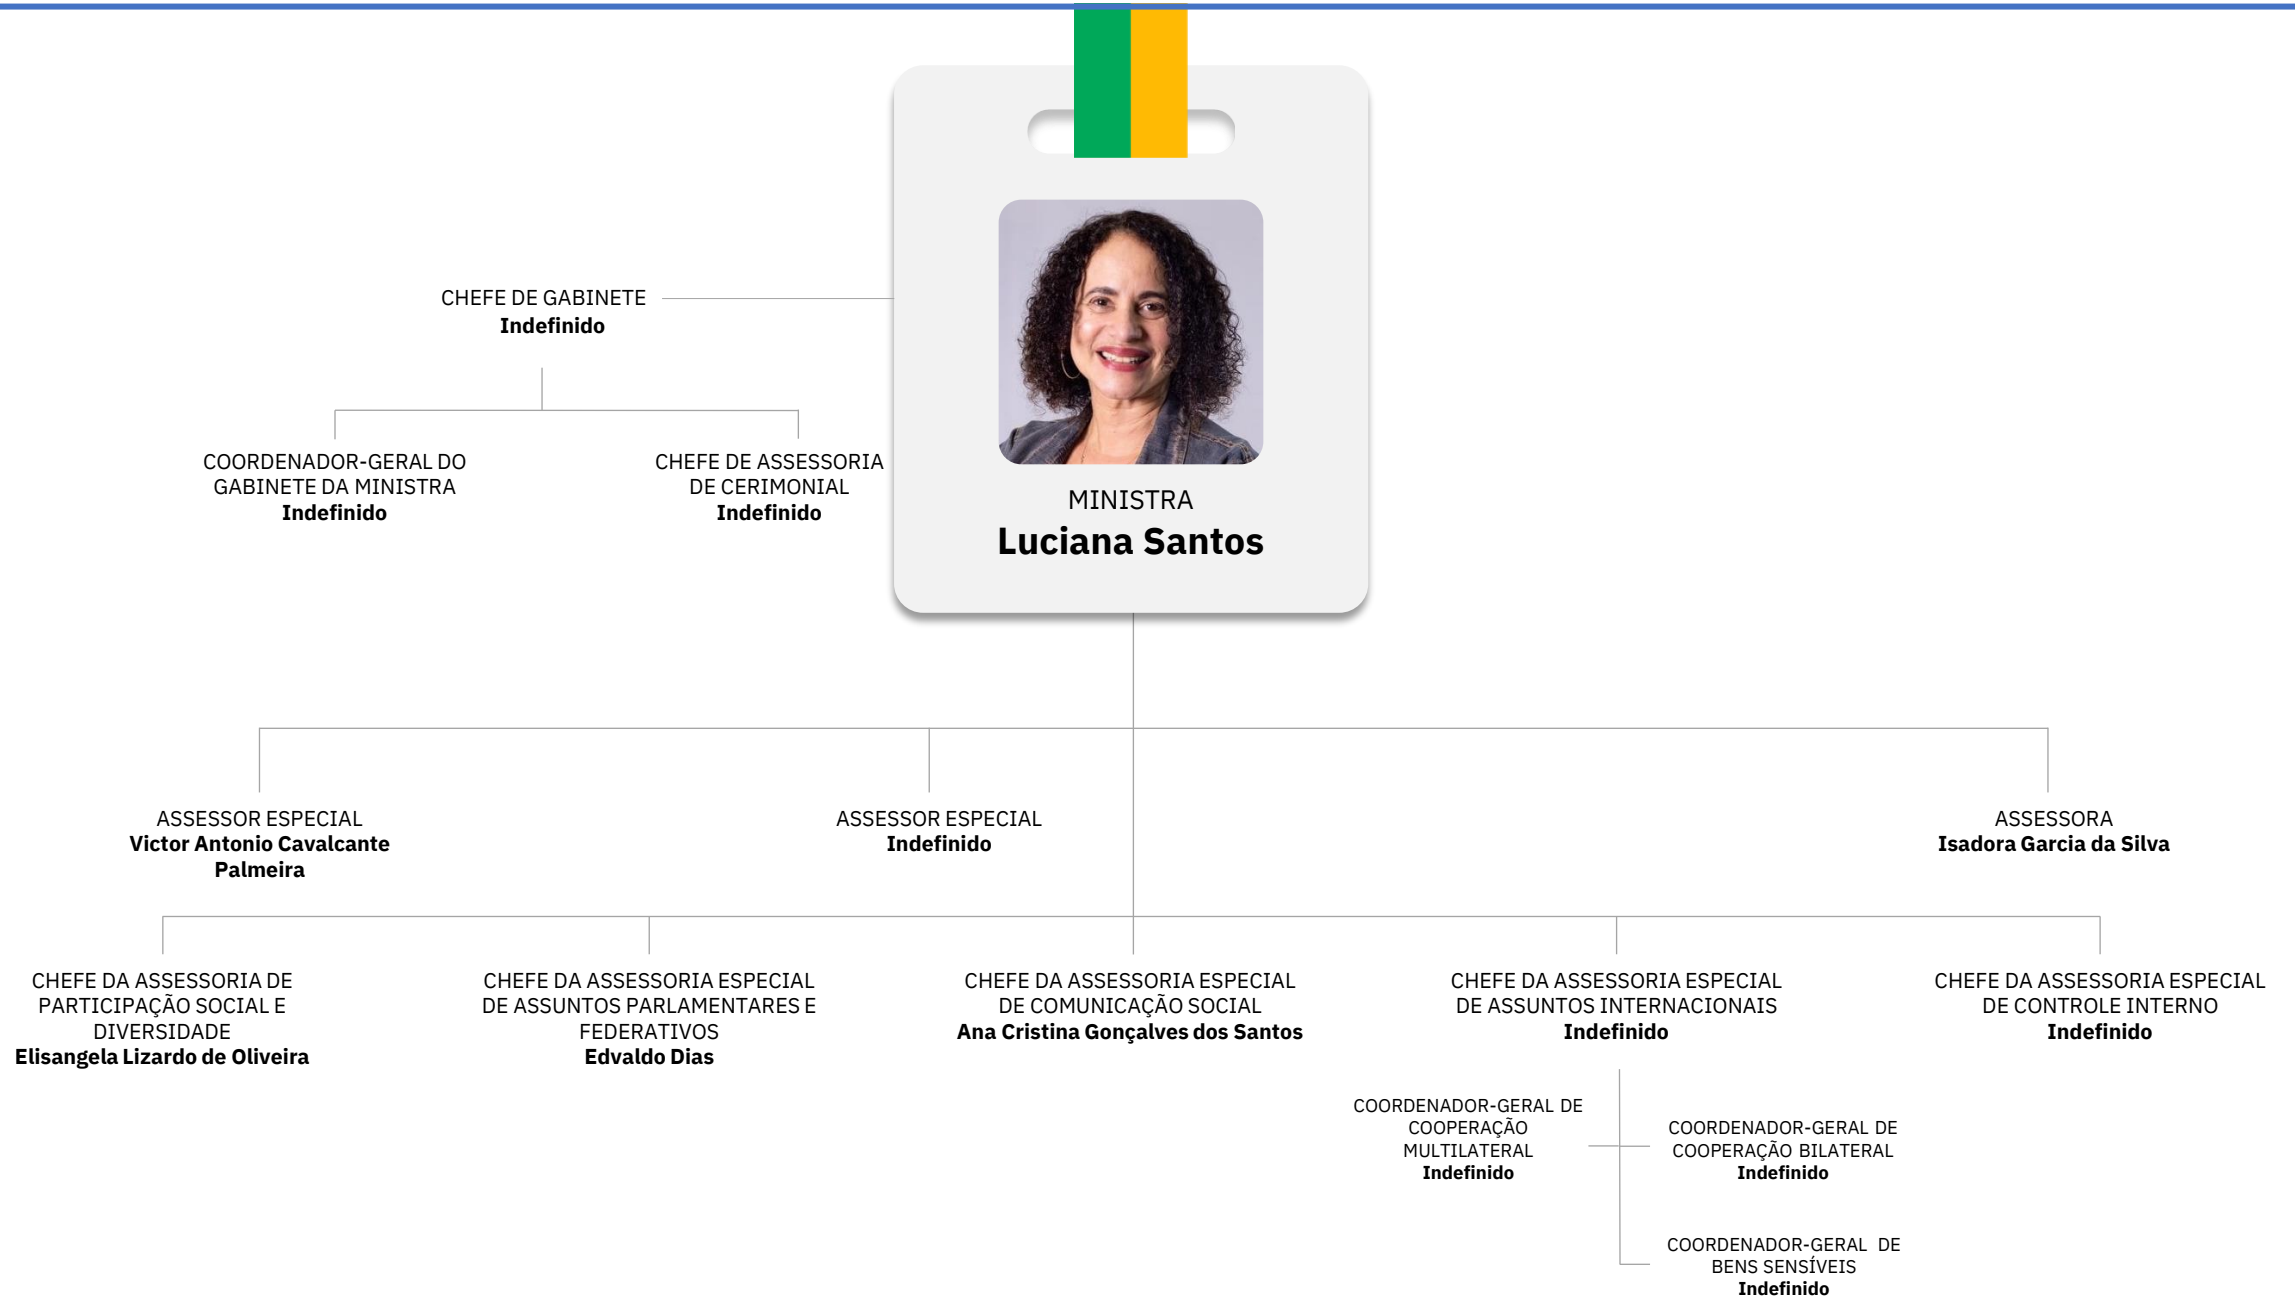 CHEFE DE GABINETE
Indefinido
COORDENADOR-GERAL DO
GABINETE DA MINISTRA
Indefinido
CHEFE DE ASSESSORIA
DE CERIMONIAL
Indefinido
MINISTRA
Luciana Santos
ASSESSOR ESPECIAL
Victor Antonio Cavalcante
Palmeira
ASSESSOR ESPECIAL
Indefinido
ASSESSORA
Isadora Garcia da Silva
CHEFE DA ASSESSORIA DE
PARTICIPAÇÃO SOCIAL E
DIVERSIDADE
Elisangela Lizardo de Oliveira
CHEFE DA ASSESSORIA ESPECIAL
DE ASSUNTOS PARLAMENTARES E
FEDERATIVOS
Edvaldo Dias
CHEFE DA ASSESSORIA ESPECIAL
DE COMUNICAÇÃO SOCIAL
Ana Cristina Gonçalves dos Santos
CHEFE DA ASSESSORIA ESPECIAL
DE ASSUNTOS INTERNACIONAIS
Indefinido
CHEFE DA ASSESSORIA ESPECIAL
DE CONTROLE INTERNO
Indefinido
COORDENADOR-GERAL DE
COOPERAÇÃO
MULTILATERAL
Indefinido
COORDENADOR-GERAL DE
COOPERAÇÃO BILATERAL
Indefinido
COORDENADOR-GERAL DE
BENS SENSÍVEIS
Indefinido